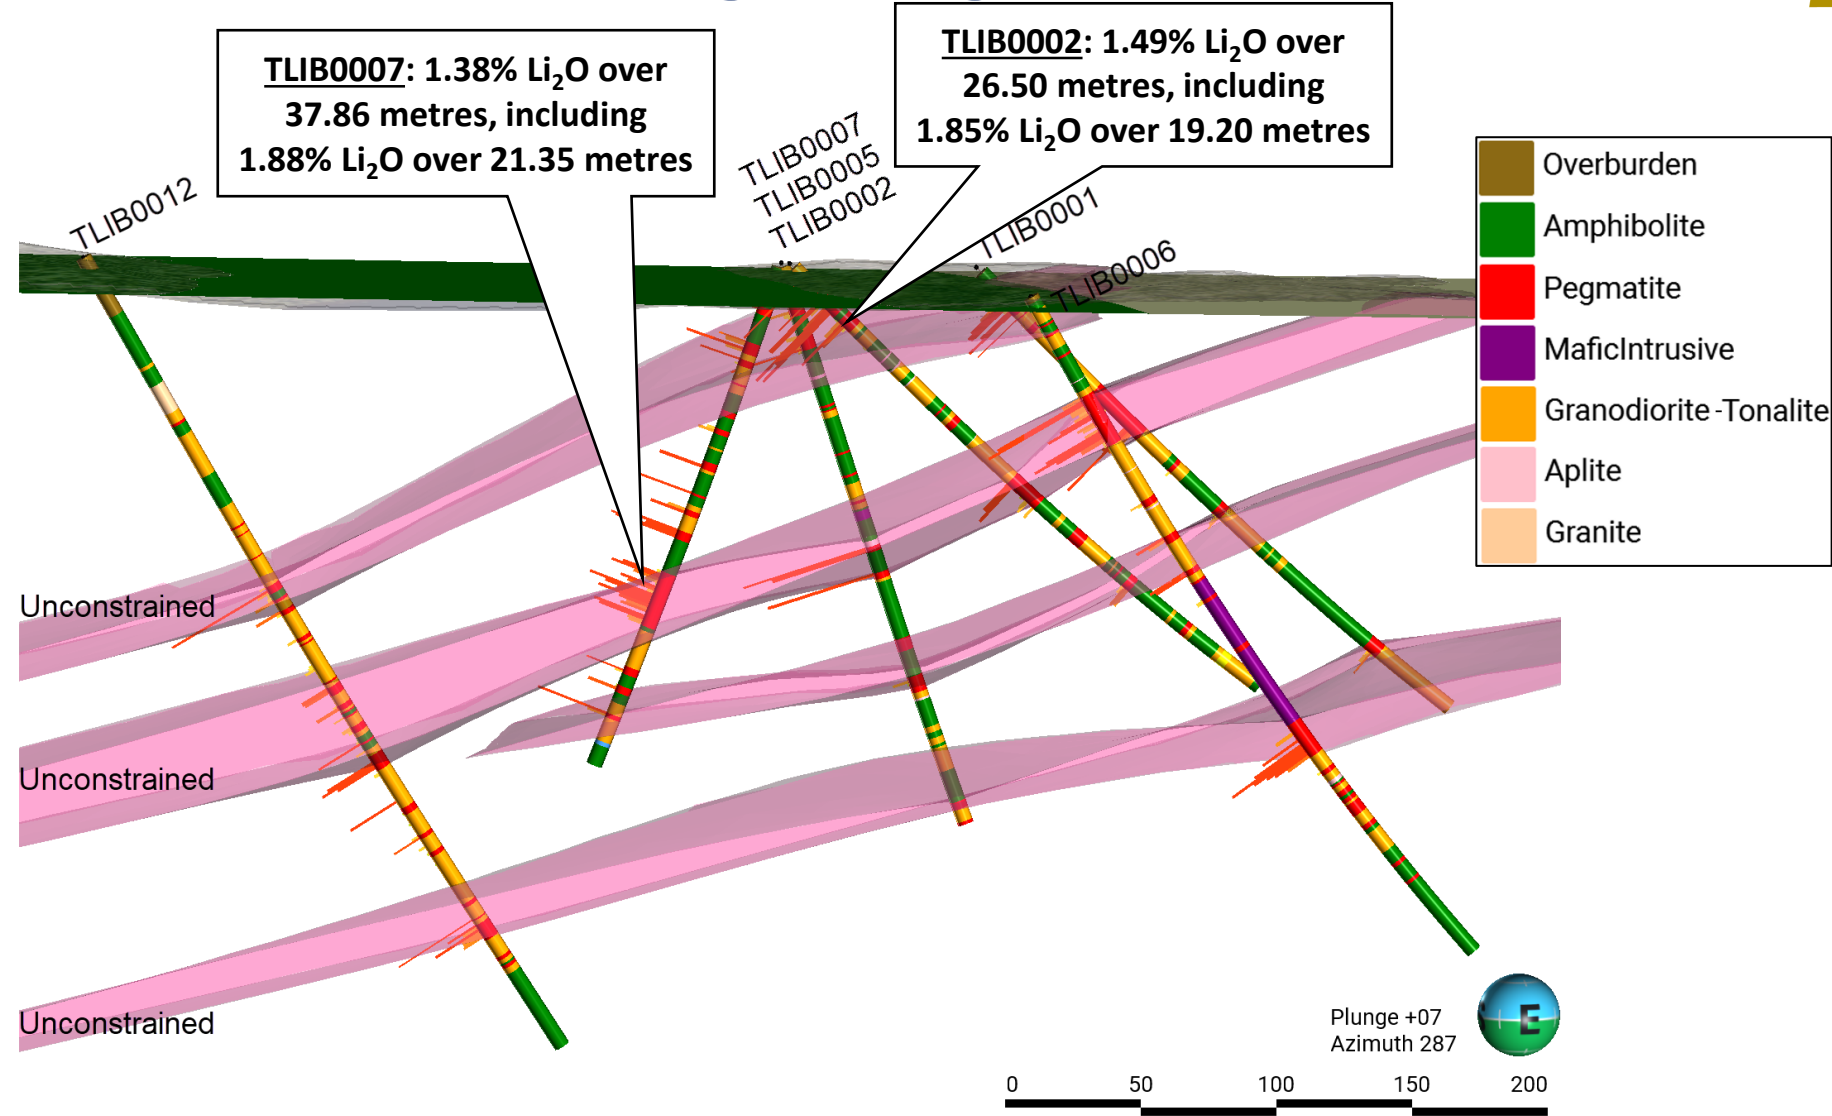 TLIB0007: 1.38% Li₂O over
37.86 metres, including
1.88% Li₂O over 21.35 metres
TLIB0002: 1.49% Li₂O over
26.50 metres, including
1.85% Li₂O over 19.20 metres
TLIB0012
TLIB0007
TLIB0005
TLIB0002
TLIB0001
TLIB0006
Overburden
Amphibolite
Pegmatite
MaficIntrusive
Granodiorite-Tonalite
Aplite
Granite
Unconstrained
Unconstrained
Unconstrained
Plunge +07
Azimuth 287
E
0 50 100 150 200